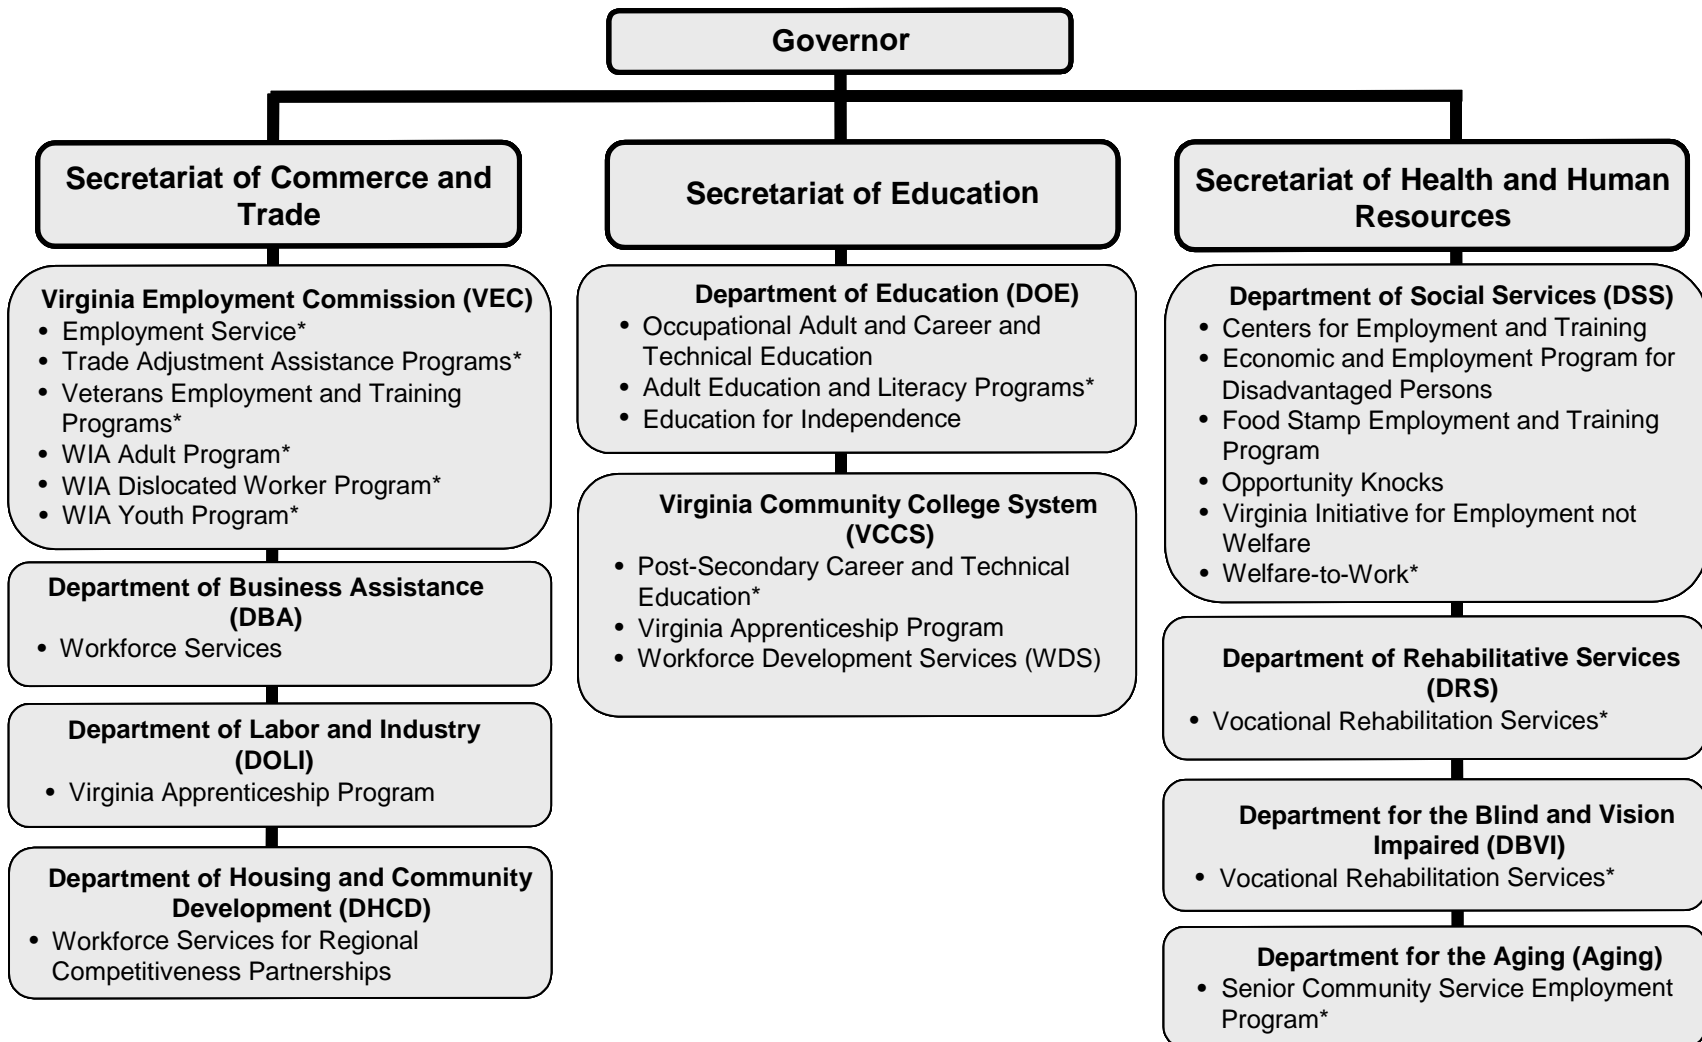 Governor
Secretariat of Commerce and
Trade
Virginia Employment Commission (VEC)
• Employment Service*
• Trade Adjustment Assistance Programs*
• Veterans Employment and Training
Programs*
• WIA Adult Program*
• WIA Dislocated Worker Program*
• WIA Youth Program*
Department of Business Assistance
(DBA)
• Workforce Services
Department of Labor and Industry
(DOLI)
• Virginia Apprenticeship Program
Department of Housing and Community
Development (DHCD)
• Workforce Services for Regional
Competitiveness Partnerships
Secretariat of Education
Department of Education (DOE)
• Occupational Adult and Career and
Technical Education
• Adult Education and Literacy Programs*
• Education for Independence
Virginia Community College System
(VCCS)
• Post-Secondary Career and Technical
Education*
• Virginia Apprenticeship Program
• Workforce Development Services (WDS)
Secretariat of Health and Human
Resources
Department of Social Services (DSS)
• Centers for Employment and Training
• Economic and Employment Program for
Disadvantaged Persons
• Food Stamp Employment and Training
Program
• Opportunity Knocks
• Virginia Initiative for Employment not
Welfare
• Welfare-to-Work*
Department of Rehabilitative Services
(DRS)
• Vocational Rehabilitation Services*
Department for the Blind and Vision
Impaired (DBVI)
• Vocational Rehabilitation Services*
Department for the Aging (Aging)
• Senior Community Service Employment
Program*